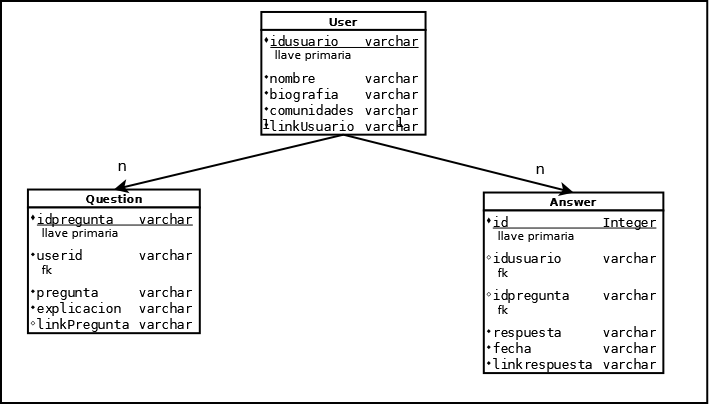 User
idusuario varchar
llave primaria
nombre varchar
biografia varchar
comunidades varchar
linkUsuario varchar
1 1
n n
Question
idpregunta varchar
llave primaria
userid varchar
fk
pregunta varchar
explicacion varchar
linkPregunta varchar
Answer
id Integer
llave primaria
idusuario varchar
fk
idpregunta varchar
fk
respuesta varchar
fecha varchar
linkrespuesta varchar